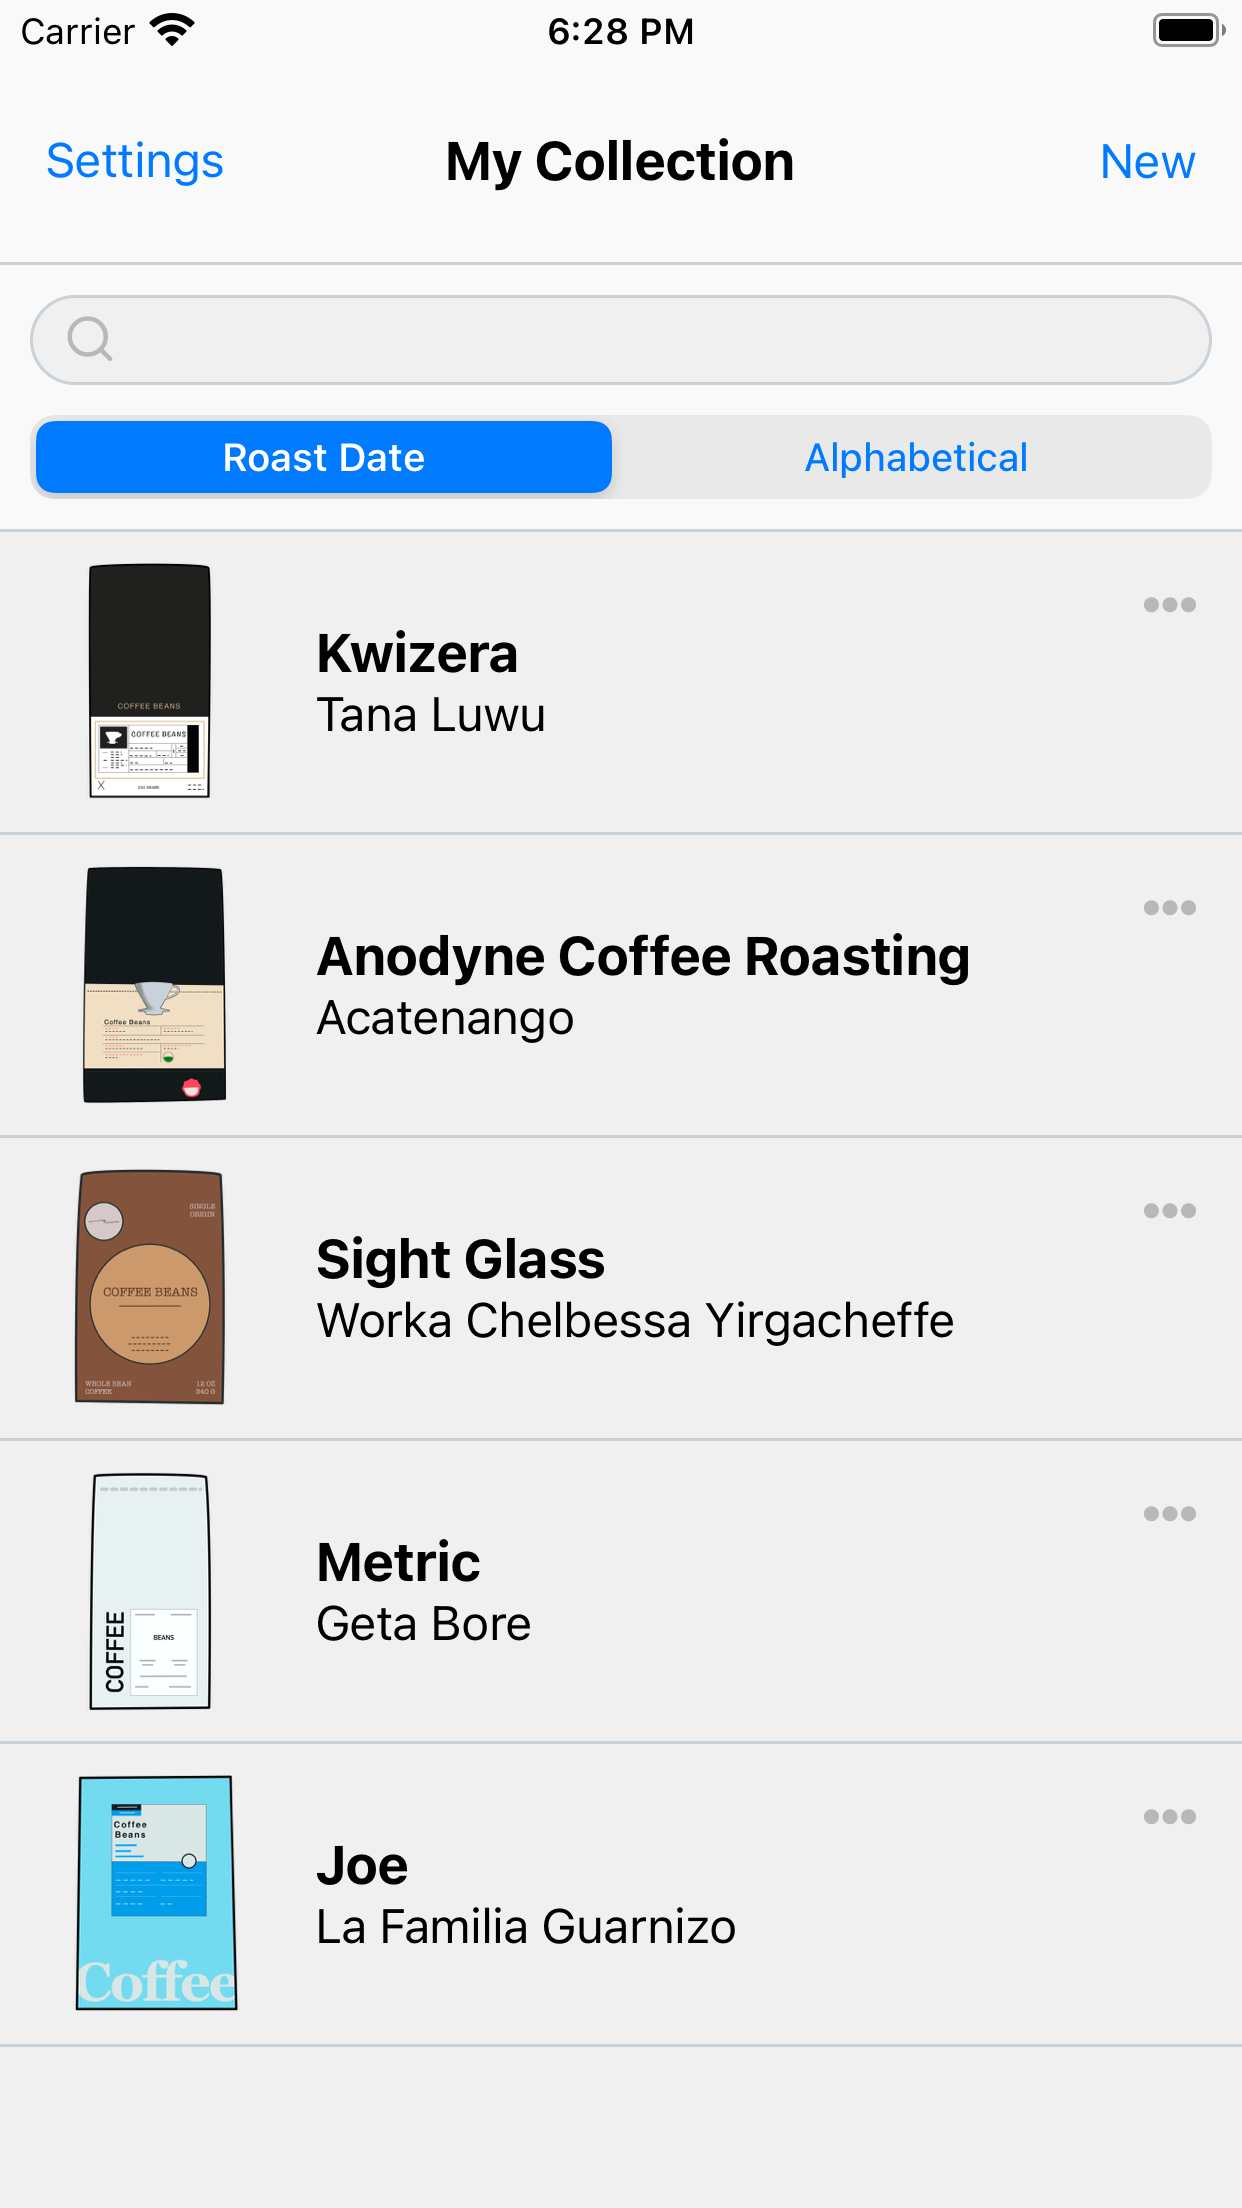 Carrier
6:28 PM
Settings
My Collection
New
Roast Date
Alphabetical
COFFEE BEANS
COFFEE BEANS
Kwizera
Tana Luwu
Coffee Beans
Anodyne Coffee Roasting
Acatenango
SINGLE
ORIGIN
COFFEE BEANS
WHOLE BEAN
COFFEE
12 OZ
340 G
Sight Glass
Worka Chelbessa Yirgacheffe
COFFEE
BEANS
Metric
Geta Bore
Coffee
Beans
Coffee
Joe
La Familia Guarnizo